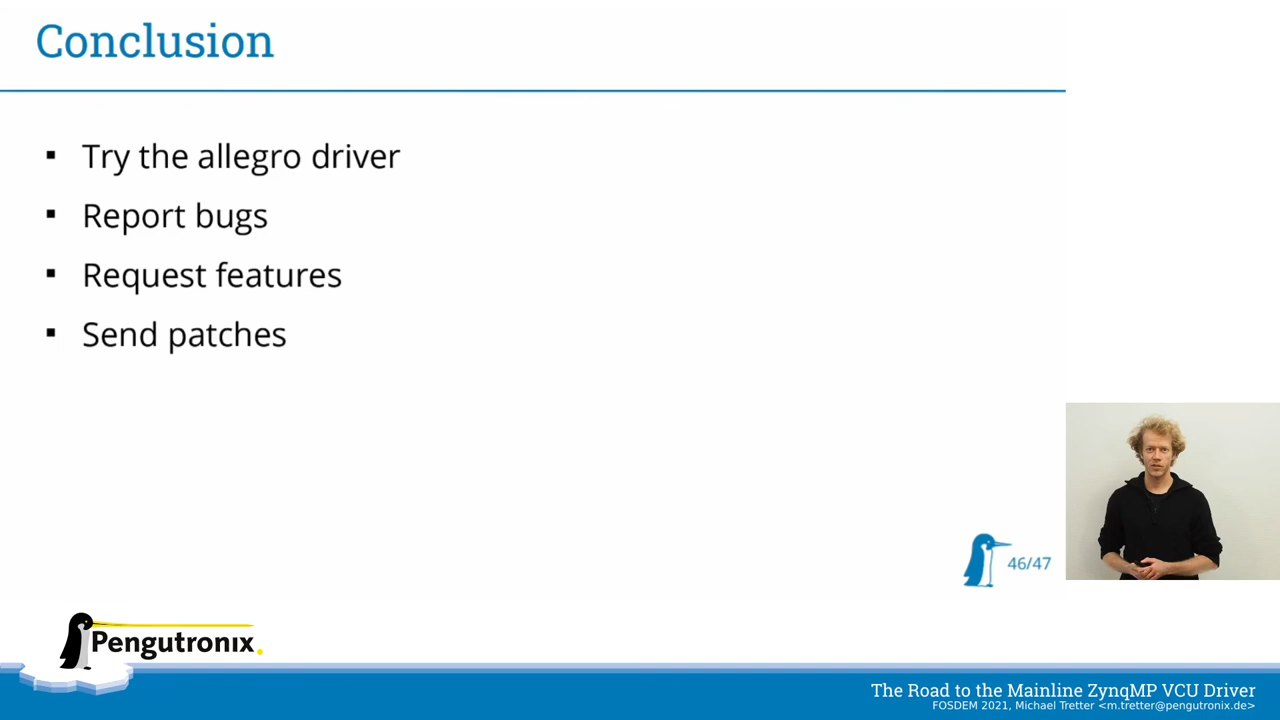 Conclusion
▪ Try the allegro driver
▪ Report bugs
▪ Request features
▪ Send patches
46/47
Pengutronix.
The Road to the Mainline ZynqMP VCU Driver
FOSDEM 2021, Michael Tretter <m.tretter@pengutronix.de>